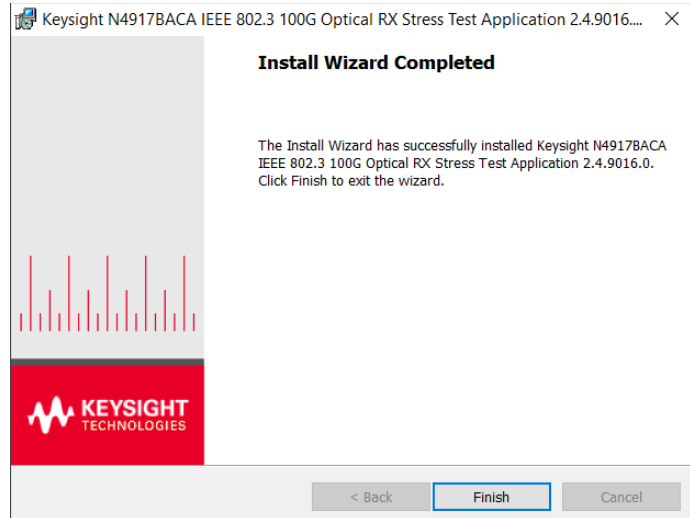 Keysight N4917BACA IEEE 802.3 100G Optical RX Stress Test Application 2.4.9016....
Install Wizard Completed
The Install Wizard has successfully installed Keysight N4917BACA
IEEE 802.3 100G Optical RX Stress Test Application 2.4.9016.0.
Click Finish to exit the wizard.
KEYSIGHT
TECHNOLOGIES
< Back
Finish
Cancel